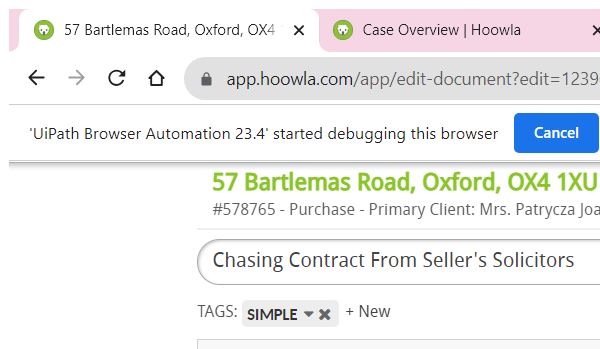 57 Bartlemas Road, Oxford, OX4
Case Overview | Hoowla
app.hoowla.com/app/edit-document?edit=1239
'UiPath Browser Automation 23.4' started debugging this browser
Cancel
57 Bartlemas Road, Oxford, OX4 1XU
#578765 - Purchase - Primary Client: Mrs. Patrycza Joa
Chasing Contract From Seller's Solicitors
TAGS: SIMPLE + New